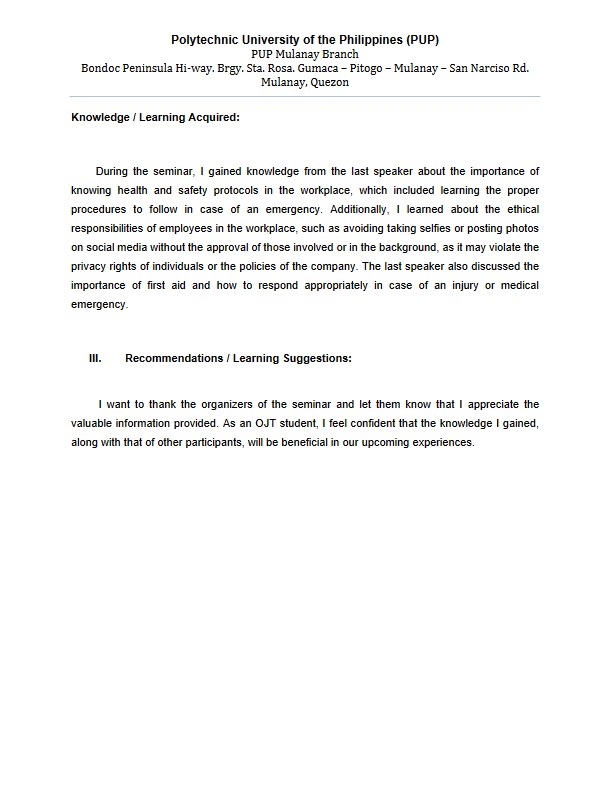 Polytechnic University of the Philippines (PUP)
PUP Mulanay Branch
Bondoc Peninsula Hi-way. Brgy. Sta. Rosa. Gumaca – Pitogo – Mulanay – San Narciso Rd.
Mulanay, Quezon
Knowledge / Learning Acquired:
During the seminar, I gained knowledge from the last speaker about the importance of
knowing health and safety protocols in the workplace, which included learning the proper
procedures to follow in case of an emergency. Additionally, I learned about the ethical
responsibilities of employees in the workplace, such as avoiding taking selfies or posting photos
on social media without the approval of those involved or in the background, as it may violate the
privacy rights of individuals or the policies of the company. The last speaker also discussed the
importance of first aid and how to respond appropriately in case of an injury or medical
emergency.
III. Recommendations / Learning Suggestions:
I want to thank the organizers of the seminar and let them know that I appreciate the
valuable information provided. As an OJT student, I feel confident that the knowledge I gained,
along with that of other participants, will be beneficial in our upcoming experiences.